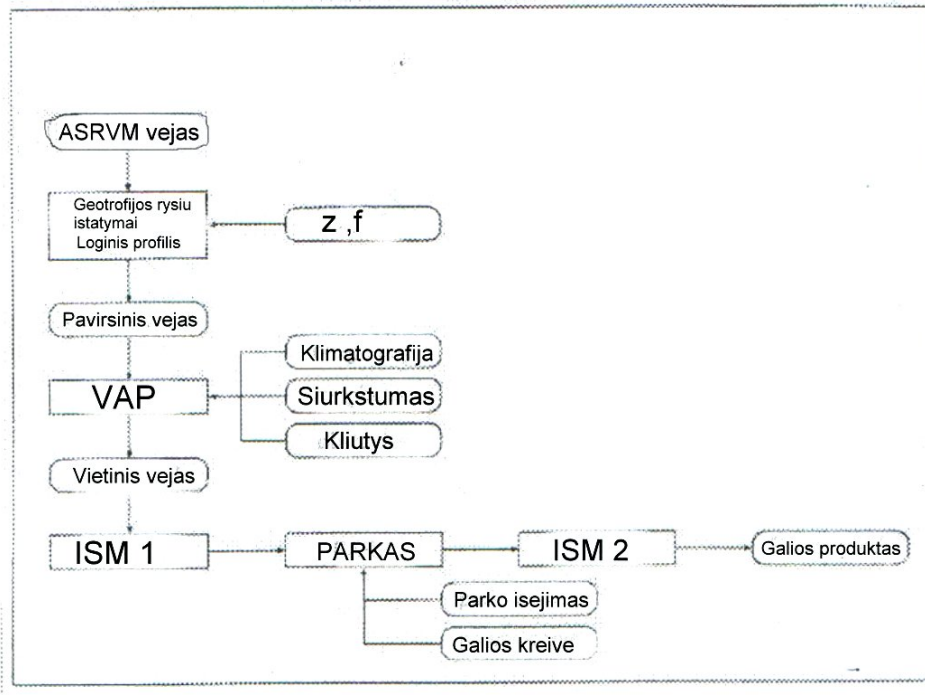 ASRVM vejas
Geotrofijos rysiu
istatymai
Loginis profilis
z ,f
Pavirsinis vejas
Klimatografija
VAP
Siurkstumas
Kliutys
Vietinis vejas
ISM 1
PARKAS
ISM 2
Galios produktas
Parko isejimas
Galios kreive